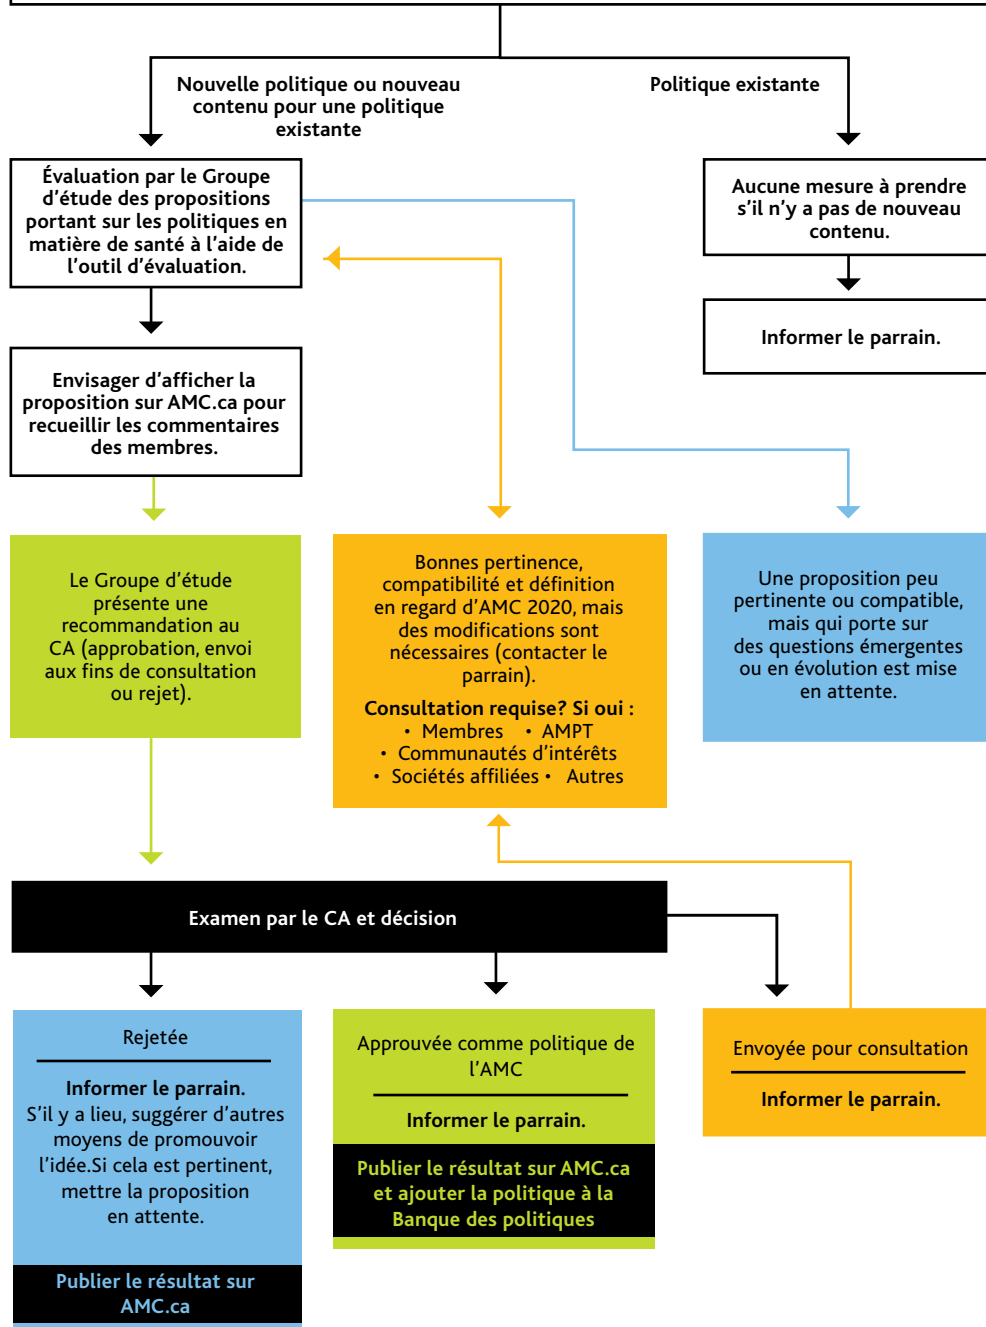 Nouvelle politique ou nouveau
contenu pour une politique
existante
Politique existante
Évaluation par le Groupe
d'étude des propositions
portant sur les politiques en
matière de santé à l'aide de
l'outil d'évaluation.
Aucune mesure à prendre
s'il n'y a pas de nouveau
contenu.
Informer le parrain.
Envisager d'afficher la
proposition sur AMC.ca pour
recueillir les commentaires
des membres.
Le Groupe d'étude
présente une
recommandation au
CA (approbation, envoi
aux fins de consultation
ou rejet).
Bonnes pertinence,
compatibilité et définition
en regard d'AMC 2020, mais
des modifications sont
nécessaires (contacter le
parrain).
Consultation requise? Si oui :
• Membres • AMPT
• Communautés d'intérêts
• Sociétés affiliées • Autres
Une proposition peu
pertinente ou compatible,
mais qui porte sur
des questions émergentes
ou en évolution est mise
en attente.
Examen par le CA et décision
Rejetée
Informer le parrain.
S'il y a lieu, suggérer d'autres
moyens de promouvoir
l'idée.Si cela est pertinent,
mettre la proposition
en attente.
Publier le résultat sur
AMC.ca
Approuvée comme politique de
l'AMC
Informer le parrain.
Publier le résultat sur AMC.ca
et ajouter la politique à la
Banque des politiques
Envoyée pour consultation
Informer le parrain.